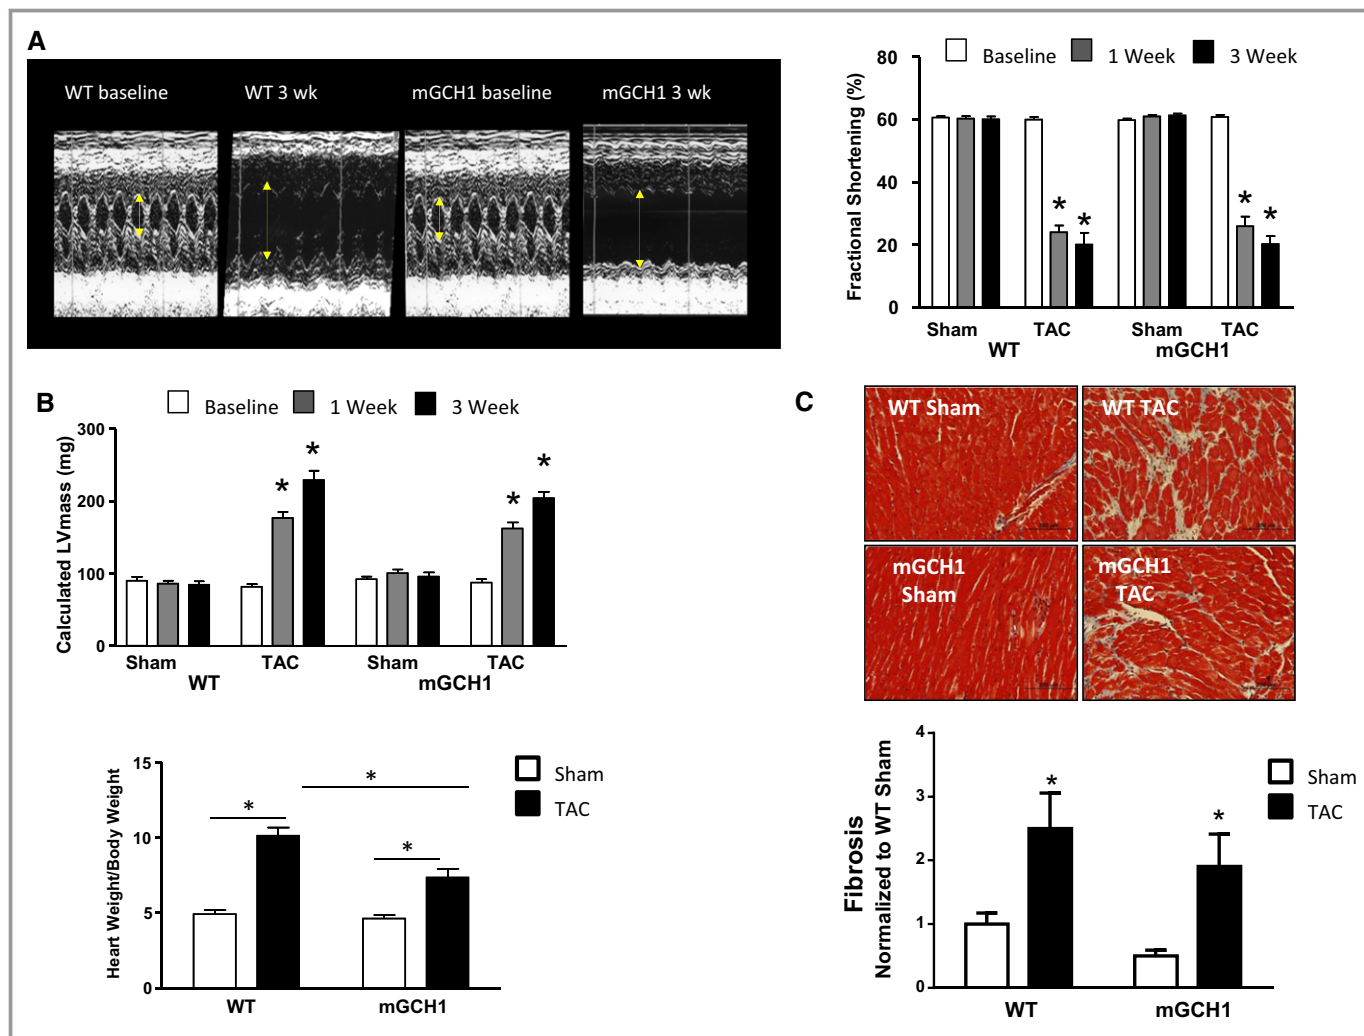 A
WT baseline
WT 3 wk
mGCH1 baseline
mGCH1 3 wk
Baseline
1 Week
3 Week
Fractional Shortening (%)
80
60
40
20
0
*
*
*
*
Sham
TAC
Sham
TAC
WT
mGCH1
B
Baseline
1 Week
3 Week
Calculated LVmass (mg)
300
200
100
0
*
*
*
*
Sham
TAC
Sham
TAC
WT
mGCH1
Heart Weight/Body Weight
15
10
5
0
*
*
*
Sham
TAC
WT
mGCH1
C
WT Sham
WT TAC
mGCH1
Sham
mGCH1
TAC
Fibrosis
Normalized to WT Sham
4
3
2
1
0
*
*
Sham
TAC
WT
mGCH1